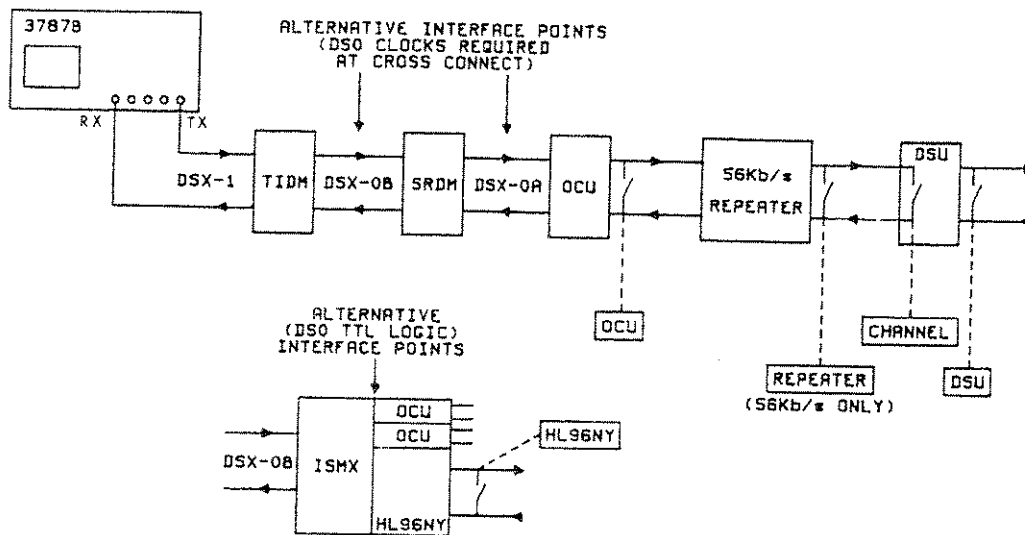 3787B
ALTERNATIVE INTERFACE POINTS
(DSO CLOCKS REQUIRED
AT CROSS CONNECT)
RX
TX
DSX-1
TIDM
DSX-0B
SRDM
DSX-0A
OCU
56Kb/s
REPEATER
DSU
OCU
CHANNEL
REPEATER
(56Kb/s ONLY)
DSU
ALTERNATIVE
(DSO TTL LOGIC)
INTERFACE POINTS
OCU
OCU
HL96NY
DSX-0B
ISMX
HL96NY